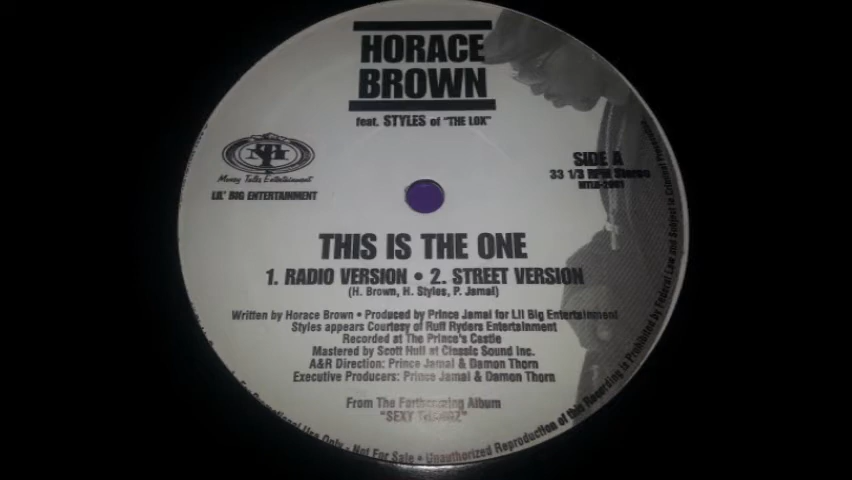 HORACE
BROWN
feat. STYLES of "THE LOX"
SIDE A
33 1/3 RPM Stereo
Money Talks Entertainment
LIL' BIG ENTERTAINMENT
THIS IS THE ONE
1. RADIO VERSION • 2. STREET VERSION
(H. Brown, H. Styles, P. Jamal)
Written by Horace Brown • Produced by Prince Jamal for Lil Big Entertainment
Styles appears Courtesy of Ruff Ryders Entertainment
Recorded at The Prince's Castle
Mastered by Scott Hull at Classic Sound Inc.
A&R Direction: Prince Jamal & Damon Thorn
Executive Producers: Prince Jamal & Damon Thorn
From The Forthcoming Album
"SEXY
Promotional Use Only - Not For Sale • Unauthorized Reproduction of this Recording is Prohibited by Federal Law and Subject to Criminal